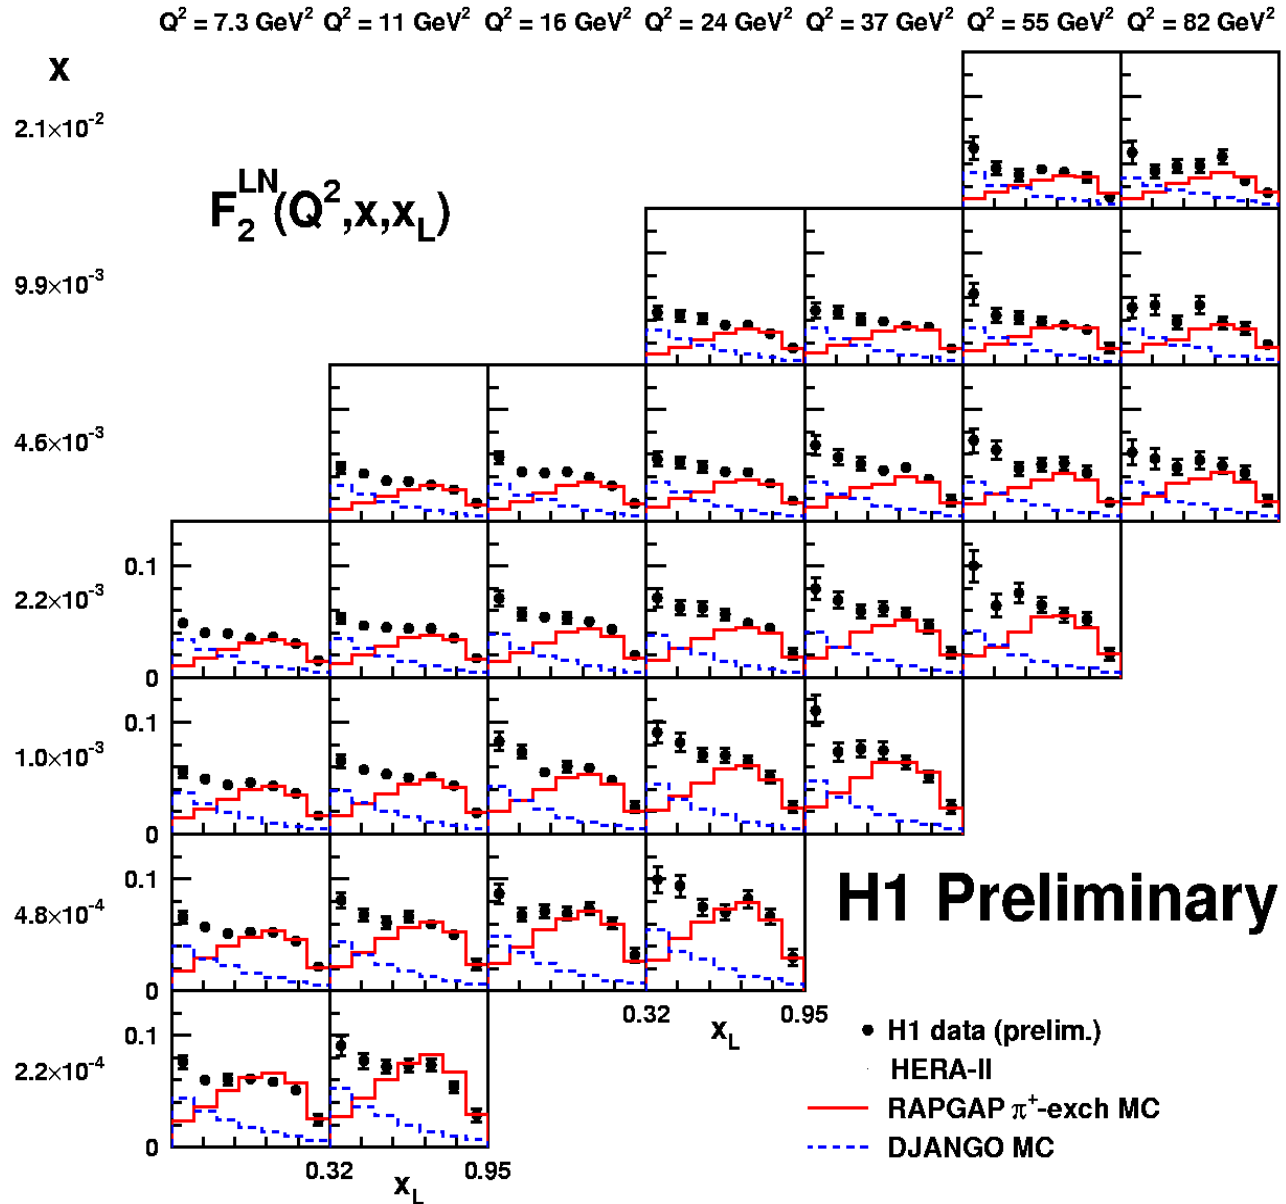 Q² = 7.3 GeV² Q² = 11 GeV² Q² = 16 GeV² Q² = 24 GeV² Q² = 37 GeV² Q² = 55 GeV² Q² = 82 GeV²
x
2.1×10⁻²
F₂ᴸᴺ(Q²,x,x_L)
9.9×10⁻³
4.6×10⁻³
0.1
2.2×10⁻³
0
0.1
1.0×10⁻³
0
0.1
4.8×10⁻⁴
H1 Preliminary
0
0.32 x_L 0.95
0.1
2.2×10⁻⁴
0
0.32 x_L 0.95
H1 data (prelim.)
HERA-II
RAPGAP π⁺-exch MC
DJANGO MC